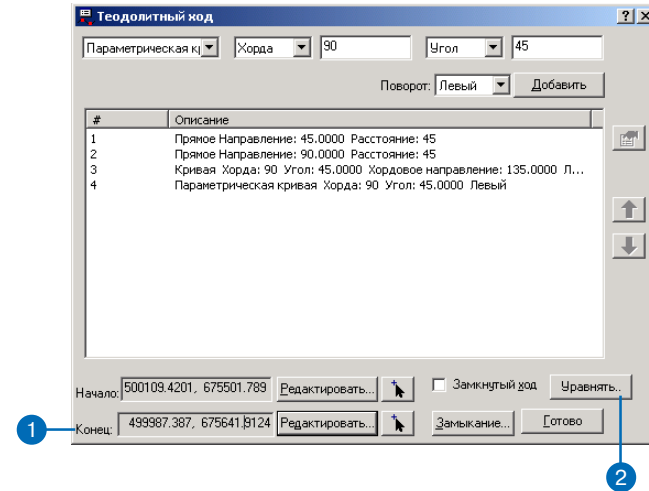 Теодолитный ход
Параметрическая к Хорда 90 Угол 45
Поворот: Левый Добавить
# Описание
1 Прямое Направление: 45.0000 Расстояние: 45
2 Прямое Направление: 90.0000 Расстояние: 45
3 Кривая Хорда: 90 Угол: 45.0000 Хордовое направление: 135.0000 Л...
4 Параметрическая кривая Хорда: 90 Угол: 45.0000 Левый
Начало: 500109.4201, 675501.789 Редактировать... Замкнутый ход Уравнять..
1 Конец: 499987.387, 675641.9124 Редактировать... Замыкание... Готово
2